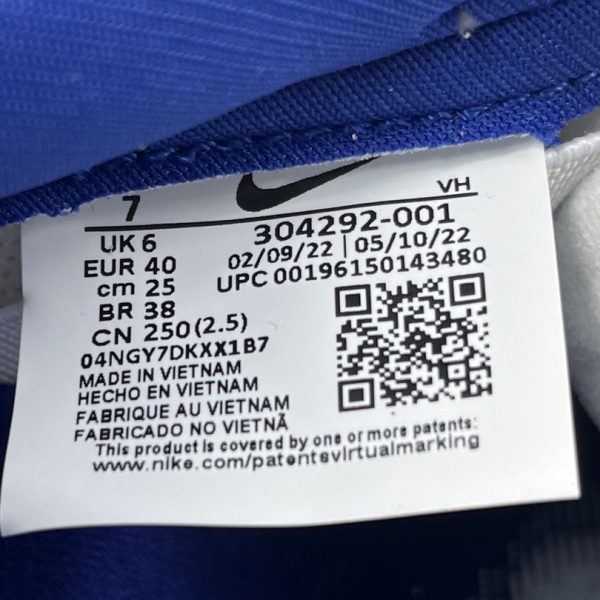 7 VH
UK 6 304292-001
EUR 40 02/09/22 | 05/10/22
cm 25 UPC 00196150143480
BR 38
CN 250(2.5)
04NGY7DKXX1B7
MADE IN VIETNAM
HECHO EN VIETNAM
FABRIQUE AU VIETNAM
FABRICADO NO VIETNÃ
This product is covered by one or more patents:
www.nike.com/patentsvirtualmarking